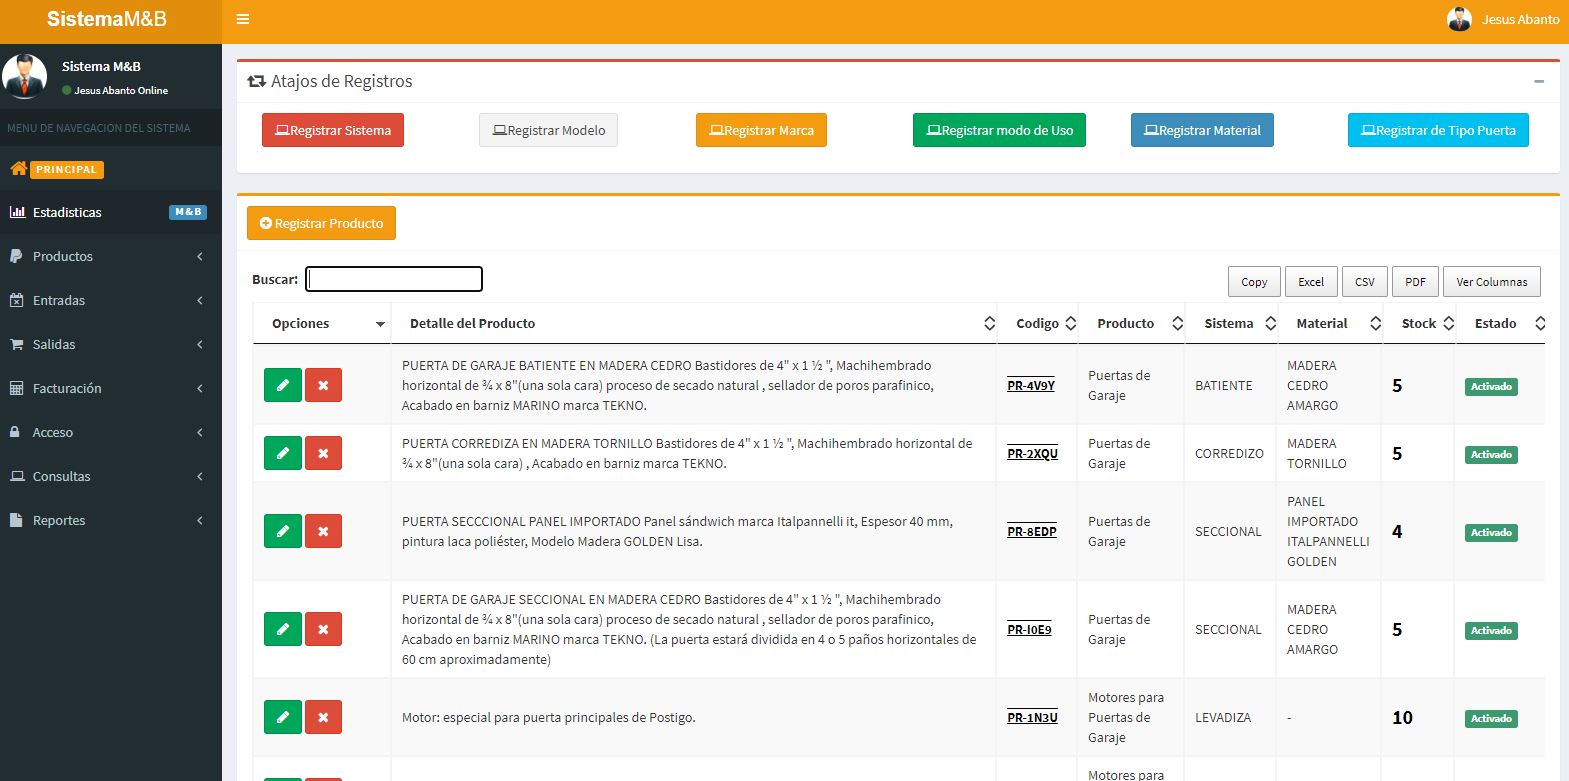 SistemaM&B
Jesus Abanto
Sistema M&B
Jesus Abanto Online
MENU DE NAVEGACION DEL SISTEMA
PRINCIPAL
Estadisticas M&B
Productos
Entradas
Salidas
Facturación
Acceso
Consultas
Reportes
Atajos de Registros
Registrar Sistema
Registrar Modelo
Registrar Marca
Registrar modo de Uso
Registrar Material
Registrar de Tipo Puerta
Registrar Producto
Buscar:
Copy Excel CSV PDF Ver Columnas
Opciones Detalle del Producto Codigo Producto Sistema Material Stock Estado
PUERTA DE GARAJE BATIENTE EN MADERA CEDRO Bastidores de 4" x 1 ½ ", Machihembrado
horizontal de ¾ x 8"(una sola cara) proceso de secado natural , sellador de poros parafinico,
Acabado en barniz MARINO marca TEKNO.
PR-4V9Y
Puertas de
Garaje
BATIENTE
MADERA
CEDRO
AMARGO
5
Activado
PUERTA CORREDIZA EN MADERA TORNILLO Bastidores de 4" x 1 ½ ", Machihembrado horizontal de
¾ x 8"(una sola cara) , Acabado en barniz marca TEKNO.
PR-2XQU
Puertas de
Garaje
CORREDIZO
MADERA
TORNILLO
5
Activado
PUERTA SECCCIONAL PANEL IMPORTADO Panel sándwich marca Italpannelli it, Espesor 40 mm,
pintura laca poliéster, Modelo Madera GOLDEN Lisa.
PR-8EDP
Puertas de
Garaje
SECCIONAL
PANEL
IMPORTADO
ITALPANNELLI
GOLDEN
4
Activado
PUERTA DE GARAJE SECCIONAL EN MADERA CEDRO Bastidores de 4" x 1 ½ ", Machihembrado
horizontal de ¾ x 8"(una sola cara) proceso de secado natural , sellador de poros parafinico,
Acabado en barniz MARINO marca TEKNO. (La puerta estará dividida en 4 o 5 paños horizontales de
60 cm aproximadamente)
PR-I0E9
Puertas de
Garaje
SECCIONAL
MADERA
CEDRO
AMARGO
5
Activado
Motor: especial para puerta principales de Postigo.
PR-1N3U
Motores para
Puertas de
Garaje
LEVADIZA
-
10
Activado
Motores para